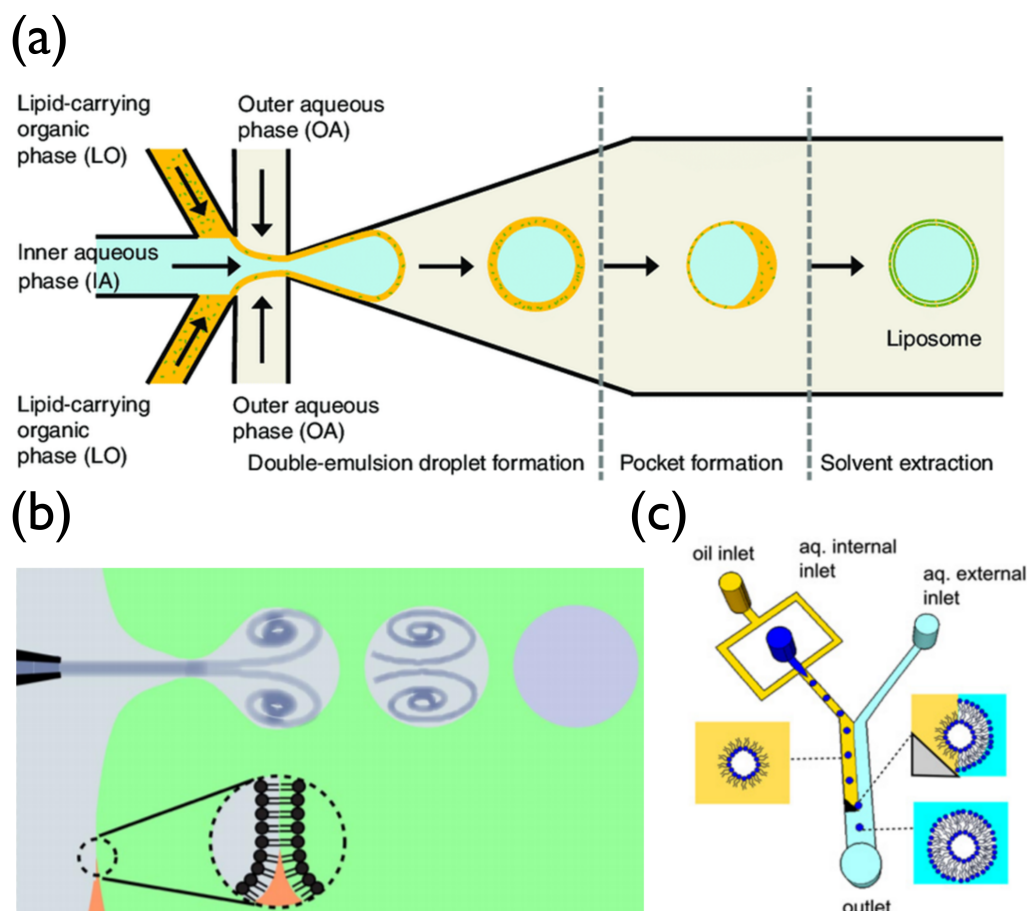 (a)
Lipid-carrying
organic
phase (LO)
Outer aqueous
phase (OA)
Inner aqueous
phase (IA)
Liposome
Lipid-carrying
organic
phase (LO)
Outer aqueous
phase (OA)
Double-emulsion droplet formation
Pocket formation
Solvent extraction
(b)
(c)
oil inlet
aq. internal
inlet
aq. external
inlet
outlet